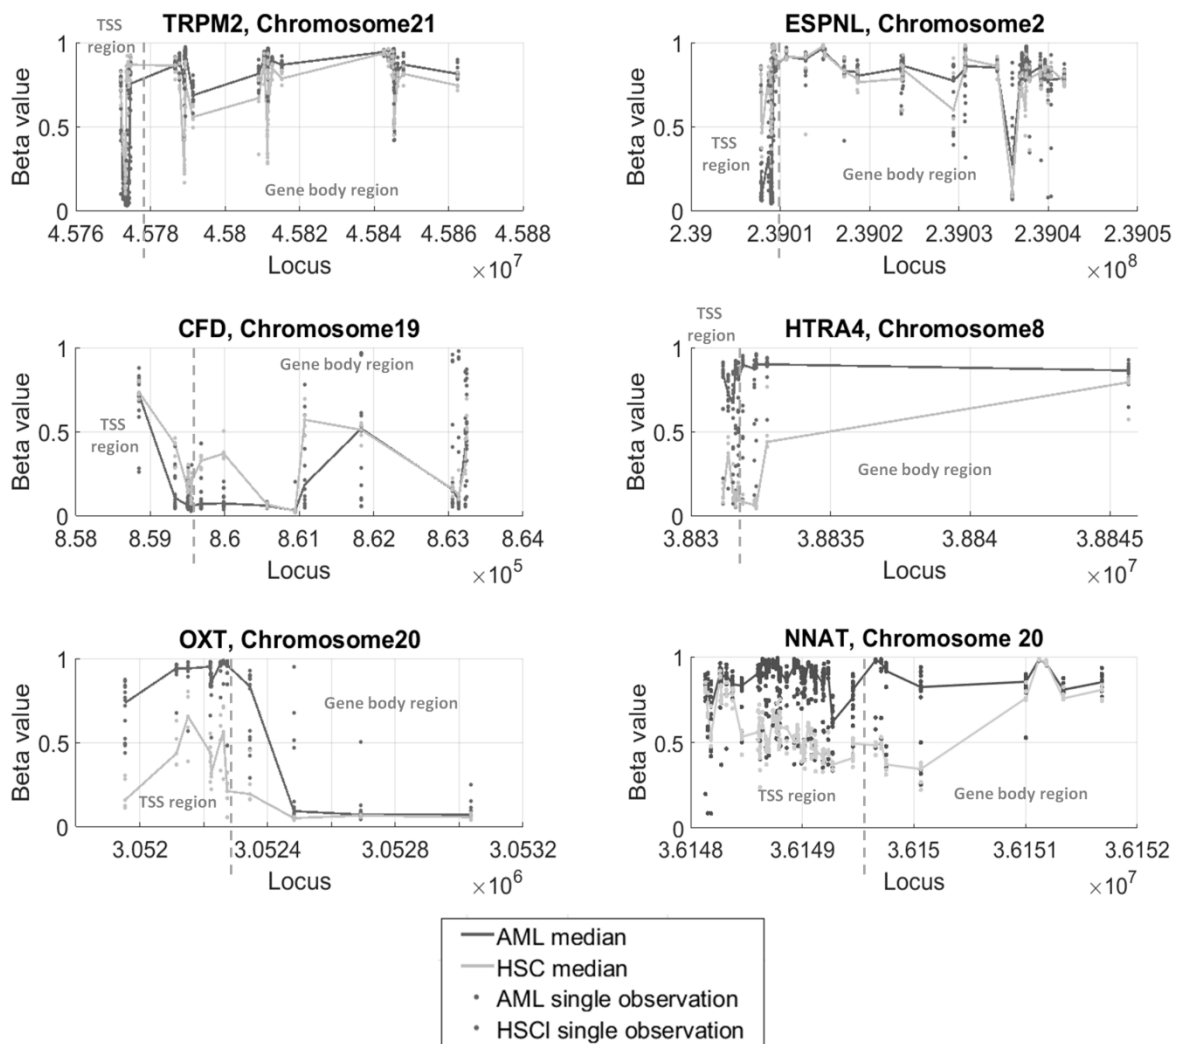 TRPM2, Chromosome21
TSS
region
1
0.5
0
Beta value
Gene body region
4.576 4.578 4.58 4.582 4.584 4.586 4.588
Locus
×10^7
ESPNL, Chromosome2
1
0.5
0
Beta value
TSS
region
Gene body region
2.39 2.3901 2.3902 2.3903 2.3904 2.3905
Locus
×10^8
CFD, Chromosome19
1
0.5
0
Beta value
TSS
region
Gene body region
8.58 8.59 8.6 8.61 8.62 8.63 8.64
Locus
×10^5
HTRA4, Chromosome8
TSS
region
1
0.5
0
Beta value
Gene body region
3.883 3.8835 3.884 3.8845
Locus
×10^7
OXT, Chromosome20
1
0.5
0
Beta value
Gene body region
TSS region
3.052 3.0524 3.0528 3.0532
Locus
×10^6
NNAT, Chromosome 20
1
0.5
0
Beta value
TSS region
Gene body region
3.6148 3.6149 3.615 3.6151 3.6152
Locus
×10^7
AML median
HSC median
AML single observation
HSCI single observation